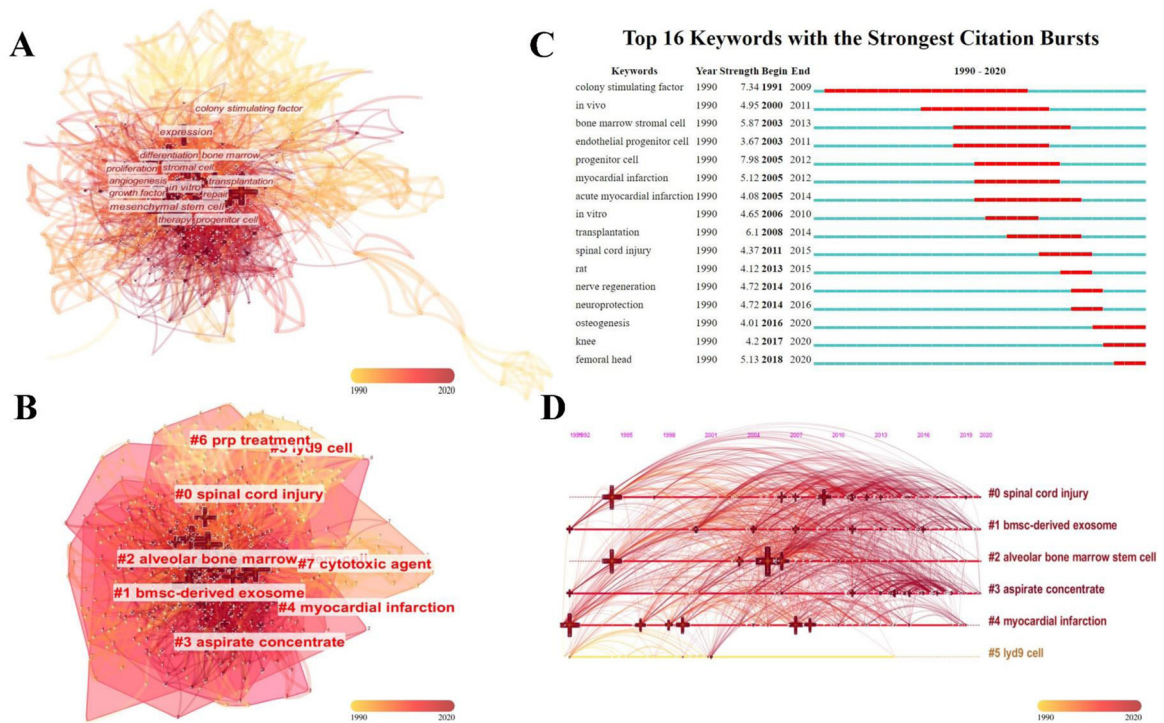 A
colony stimulating factor
expression
differentiation bone marrow
proliferation stromal cell
angiogenesis in vitro transplantation
growth factor repair
mesenchymal stem cell
therapy progenitor cell
1990 2020
B
#6 prp treatment
lyd9 cell
#0 spinal cord injury
#2 alveolar bone marrow stem cell
#7 cytotoxic agent
#1 bmsc-derived exosome
#4 myocardial infarction
#3 aspirate concentrate
1990 2020
C
Top 16 Keywords with the Strongest Citation Bursts
Keywords Year Strength Begin End 1990 - 2020
colony stimulating factor 1990 7.34 1991 2009
in vivo 1990 4.95 2000 2011
bone marrow stromal cell 1990 5.87 2003 2013
endothelial progenitor cell 1990 3.67 2003 2011
progenitor cell 1990 7.98 2005 2012
myocardial infarction 1990 5.12 2005 2012
acute myocardial infarction 1990 4.08 2005 2014
in vitro 1990 4.65 2006 2010
transplantation 1990 6.1 2008 2014
spinal cord injury 1990 4.37 2011 2015
rat 1990 4.12 2013 2015
nerve regeneration 1990 4.72 2014 2016
neuroprotection 1990 4.72 2014 2016
osteogenesis 1990 4.01 2016 2020
knee 1990 4.2 2017 2020
femoral head 1990 5.13 2018 2020
D
1992 1995 1998 2001 2004 2007 2010 2013 2016 2019 2020
#0 spinal cord injury
#1 bmsc-derived exosome
#2 alveolar bone marrow stem cell
#3 aspirate concentrate
#4 myocardial infarction
#5 lyd9 cell
1990 2020